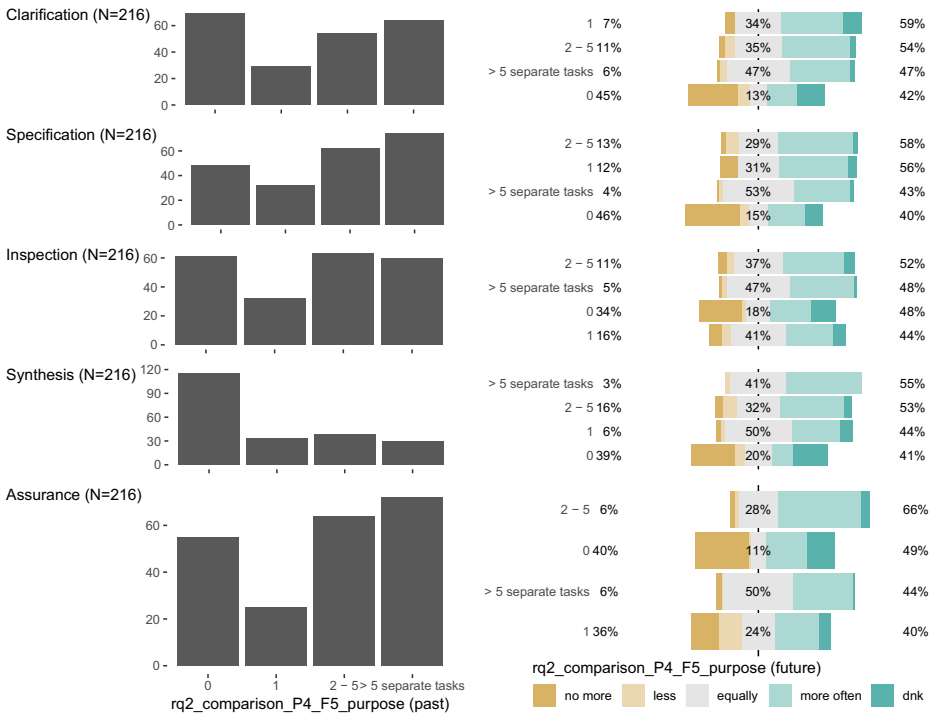 Clarification (N=216)
60
40
20
0
1 7% 34% 59%
2 − 5 11% 35% 54%
> 5 separate tasks 6% 47% 47%
0 45% 13% 42%
Specification (N=216)
60
40
20
0
2 − 5 13% 29% 58%
1 12% 31% 56%
> 5 separate tasks 4% 53% 43%
0 46% 15% 40%
Inspection (N=216)
60
40
20
0
2 − 5 11% 37% 52%
> 5 separate tasks 5% 47% 48%
0 34% 18% 48%
1 16% 41% 44%
Synthesis (N=216)
120
90
60
30
0
> 5 separate tasks 3% 41% 55%
2 − 5 16% 32% 53%
1 6% 50% 44%
0 39% 20% 41%
Assurance (N=216)
60
40
20
0
2 − 5 6% 28% 66%
0 40% 11% 49%
> 5 separate tasks 6% 50% 44%
1 36% 24% 40%
0 1 2 − 5 > 5 separate tasks
rq2_comparison_P4_F5_purpose (past)
rq2_comparison_P4_F5_purpose (future)
no more less equally more often dnk